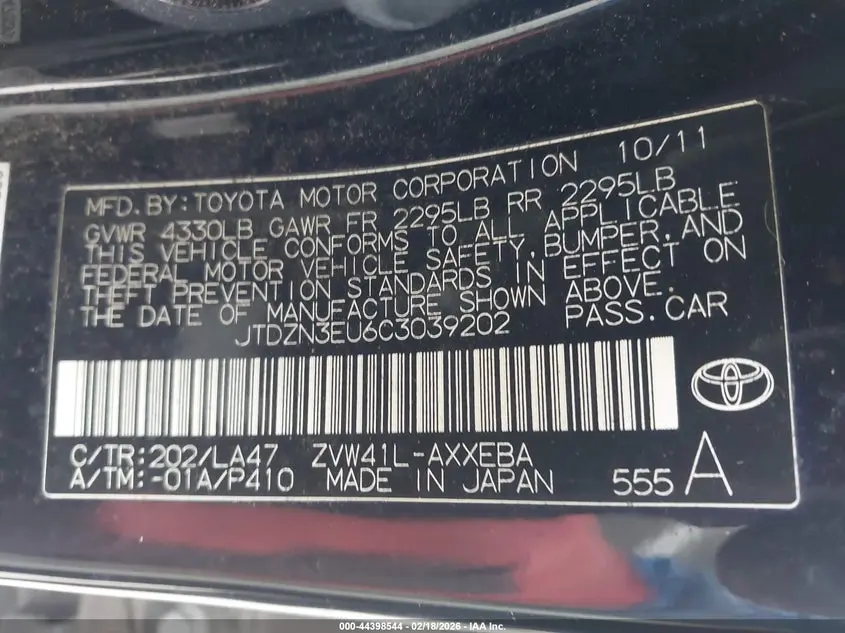 MFD.BY:TOYOTA MOTOR CORPORATION 10/11
GVWR 4330LB GAWR FR 2295LB RR 2295LB
THIS VEHICLE CONFORMS TO ALL APPLICABLE
FEDERAL MOTOR VEHICLE SAFETY,BUMPER,AND
THEFT PREVENTION STANDARDS IN EFFECT ON
THE DATE OF MANUFACTURE SHOWN ABOVE.
JTDZN3EU6C3039202 PASS.CAR
C/TR:202/LA47 ZVW41L-AXXEBA
A/TM:-01A/P410 MADE IN JAPAN 555 A
000-44398544 | 02/18/2026 - IAA Inc.